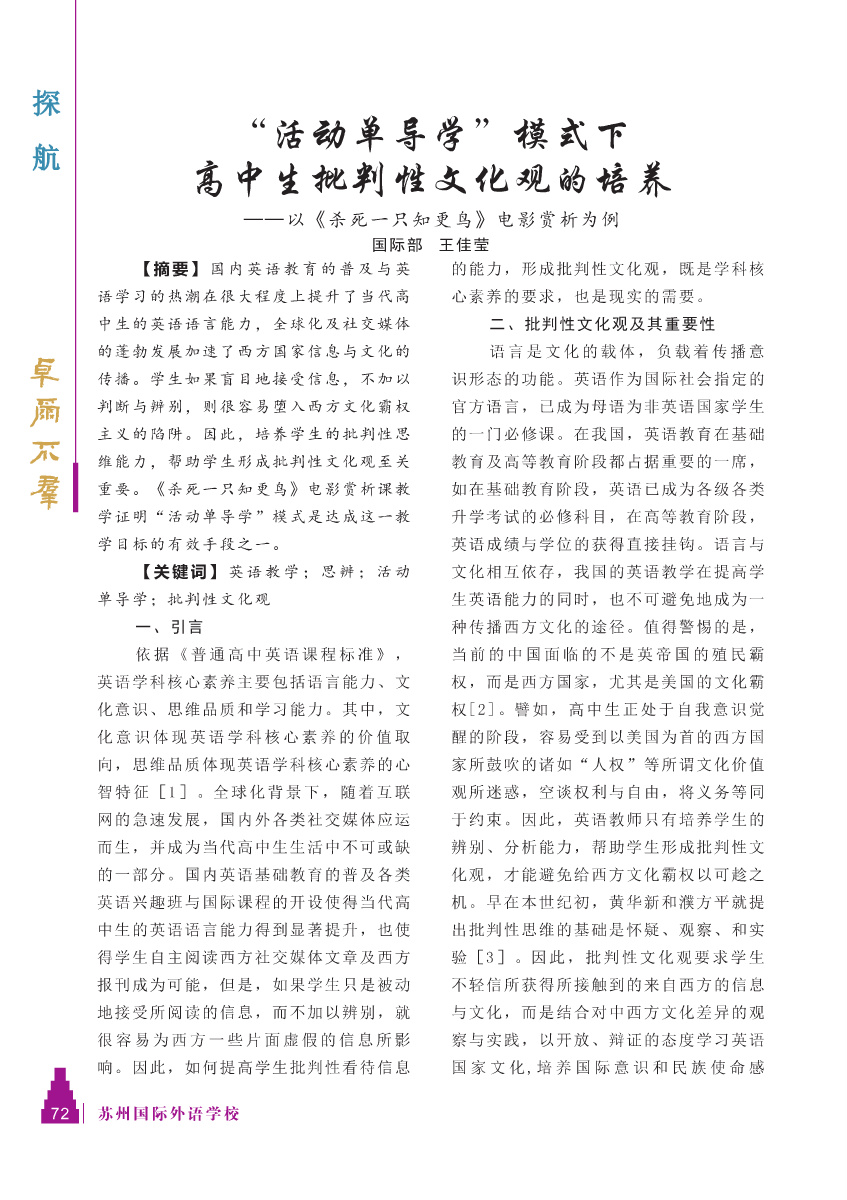 探
航
卓尔不群
“活动单导学”模式下
高中生批判性文化观的培养
——以《杀死一只知更鸟》电影赏析为例
国际部 王佳莹
【摘要】国内英语教育的普及与英
语学习的热潮在很大程度上提升了当代高
中生的英语语言能力，全球化及社交媒体
的蓬勃发展加速了西方国家信息与文化的
传播。学生如果盲目地接受信息，不加以
判断与辨别，则很容易堕入西方文化霸权
主义的陷阱。因此，培养学生的批判性思
维能力，帮助学生形成批判性文化观至关
重要。《杀死一只知更鸟》电影赏析课教
学证明“活动单导学”模式是达成这一教
学目标的有效手段之一。
【关键词】英语教学；思辨；活动
单导学；批判性文化观
一、引言
依据《普通高中英语课程标准》，
英语学科核心素养主要包括语言能力、文
化意识、思维品质和学习能力。其中，文
化意识体现英语学科核心素养的价值取
向，思维品质体现英语学科核心素养的心
智特征［1］。全球化背景下，随着互联
网的急速发展，国内外各类社交媒体应运
而生，并成为当代高中生生活中不可或缺
的一部分。国内英语基础教育的普及各类
英语兴趣班与国际课程的开设使得当代高
中生的英语语言能力得到显著提升，也使
得学生自主阅读西方社交媒体文章及西方
报刊成为可能，但是，如果学生只是被动
地接受所阅读的信息，而不加以辨别，就
很容易为西方一些片面虚假的信息所影
响。因此，如何提高学生批判性看待信息
的能力，形成批判性文化观，既是学科核
心素养的要求，也是现实的需要。
二、批判性文化观及其重要性
语言是文化的载体，负载着传播意
识形态的功能。英语作为国际社会指定的
官方语言，已成为母语为非英语国家学生
的一门必修课。在我国，英语教育在基础
教育及高等教育阶段都占据重要的一席，
如在基础教育阶段，英语已成为各级各类
升学考试的必修科目，在高等教育阶段，
英语成绩与学位的获得直接挂钩。语言与
文化相互依存，我国的英语教学在提高学
生英语能力的同时，也不可避免地成为一
种传播西方文化的途径。值得警惕的是，
当前的中国面临的不是英帝国的殖民霸
权，而是西方国家，尤其是美国的文化霸
权[2]。譬如，高中生正处于自我意识觉
醒的阶段，容易受到以美国为首的西方国
家所鼓吹的诸如“人权”等所谓文化价值
观所迷惑，空谈权利与自由，将义务等同
于约束。因此，英语教师只有培养学生的
辨别、分析能力，帮助学生形成批判性文
化观，才能避免给西方文化霸权以可趁之
机。早在本世纪初，黄华新和濮方平就提
出批判性思维的基础是怀疑、观察、和实
验［3］。因此，批判性文化观要求学生
不轻信所获得所接触到的来自西方的信息
与文化，而是结合对中西方文化差异的观
察与实践，以开放、辩证的态度学习英语
国家文化,培养国际意识和民族使命感
72 苏州国际外语学校